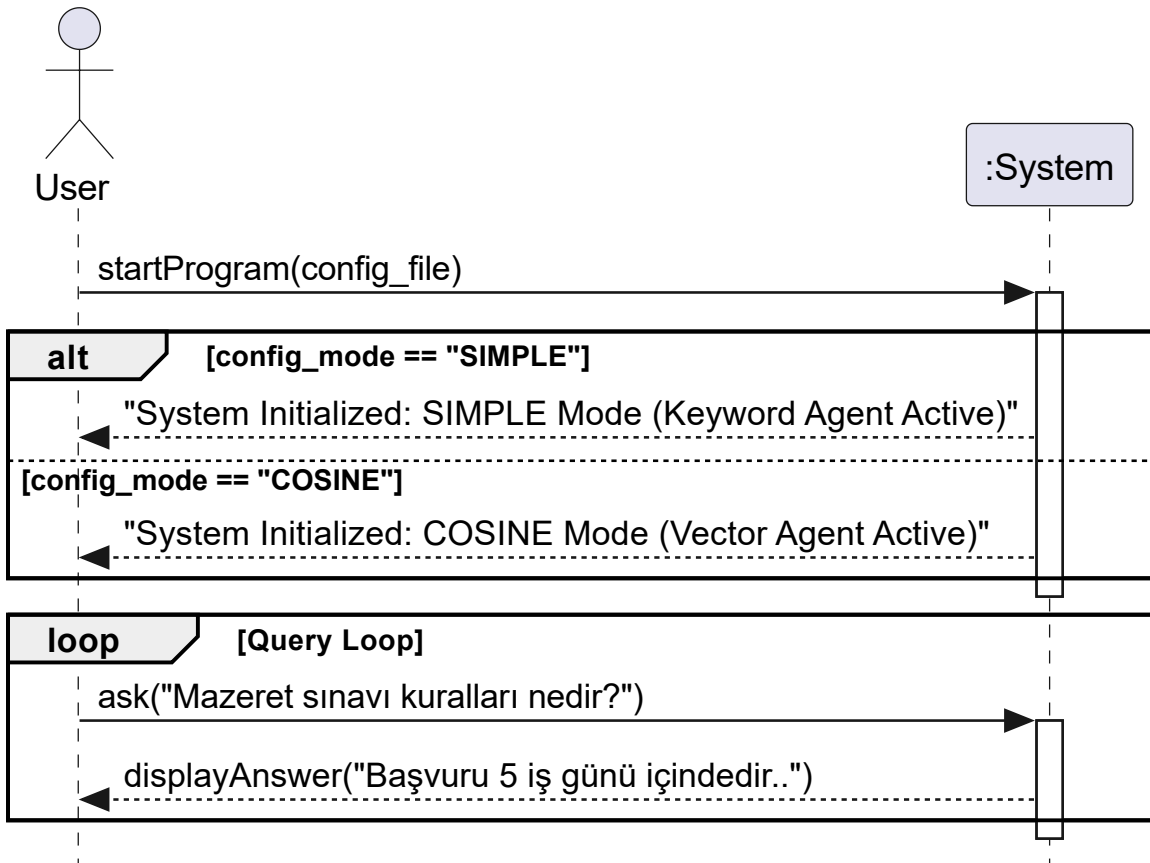 User
:System
startProgram(config_file)
alt [config_mode == "SIMPLE"]
"System Initialized: SIMPLE Mode (Keyword Agent Active)"
[config_mode == "COSINE"]
"System Initialized: COSINE Mode (Vector Agent Active)"
loop [Query Loop]
ask("Mazeret sınavı kuralları nedir?")
displayAnswer("Başvuru 5 iş günü içindedir..")